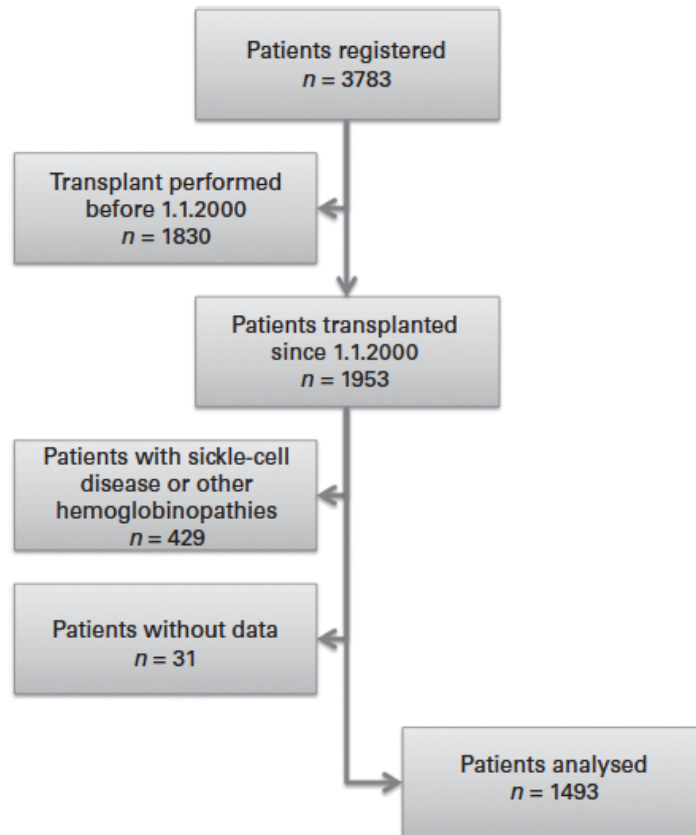 Patients registered
n = 3783
Transplant performed
before 1.1.2000
n = 1830
Patients transplanted
since 1.1.2000
n = 1953
Patients with sickle-cell
disease or other
hemoglobinopathies
n = 429
Patients without data
n = 31
Patients analysed
n = 1493